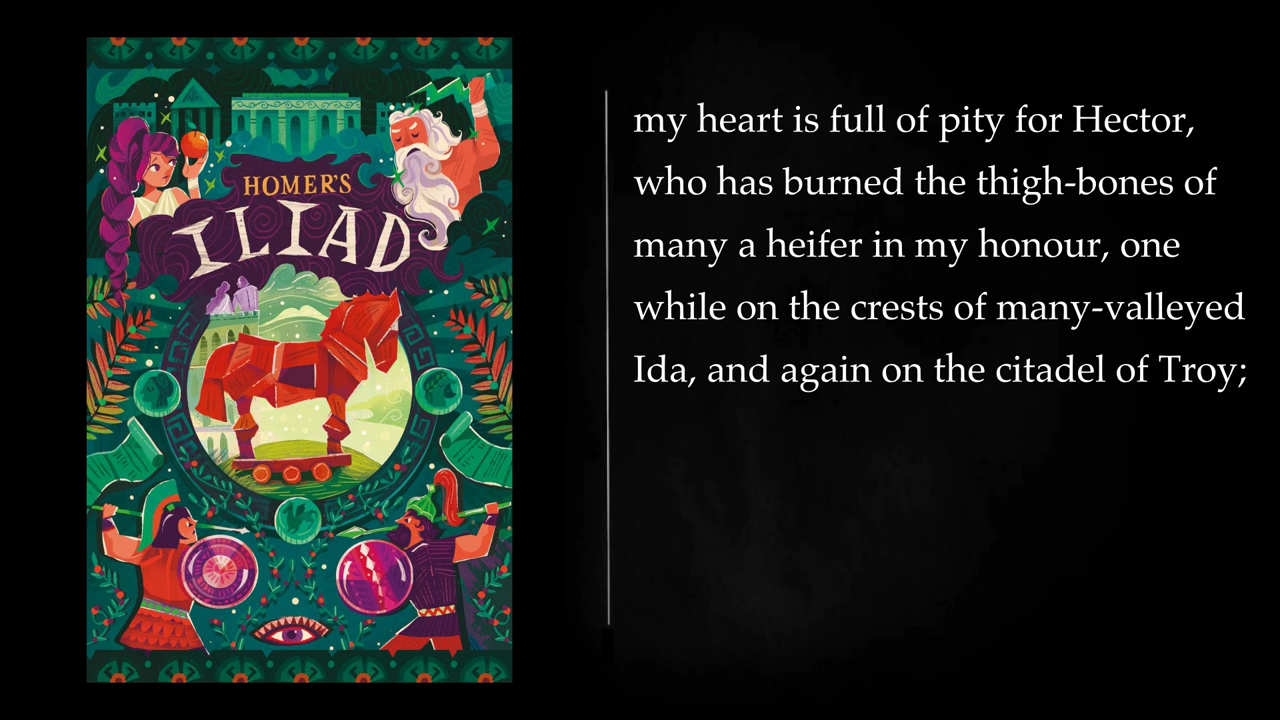 HOMER'S
ILIAD
my heart is full of pity for Hector,
who has burned the thigh-bones of
many a heifer in my honour, one
while on the crests of many-valleyed
Ida, and again on the citadel of Troy;